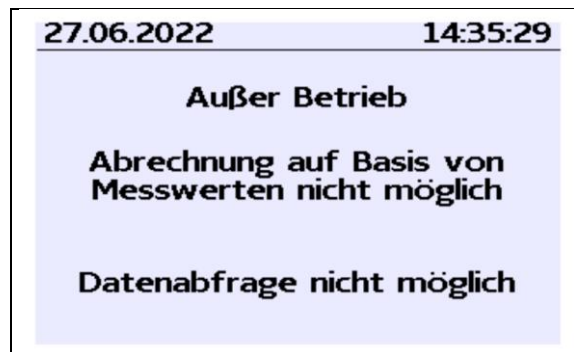 27.06.2022 14:35:29
Außer Betrieb
Abrechnung auf Basis von
Messwerten nicht möglich
Datenabfrage nicht möglich